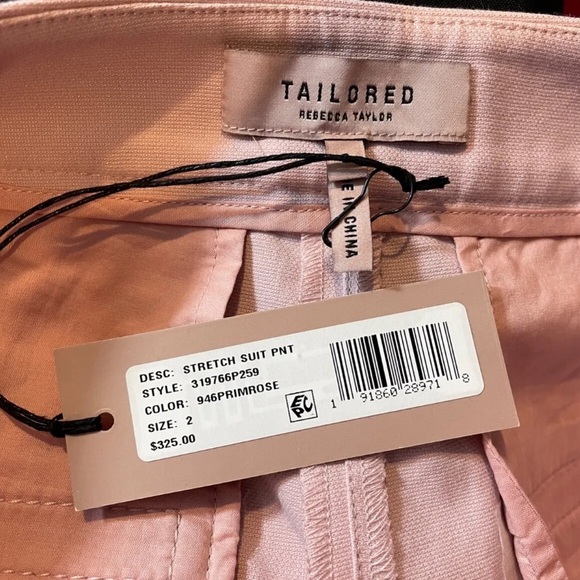 TAILORED
REBECCA TAYLOR
E IN CHINA
DESC: STRETCH SUIT PNT
STYLE: 319766P259
COLOR: 946PRIMROSE
SIZE: 2
$325.00
EPC
1 91860 28971 8